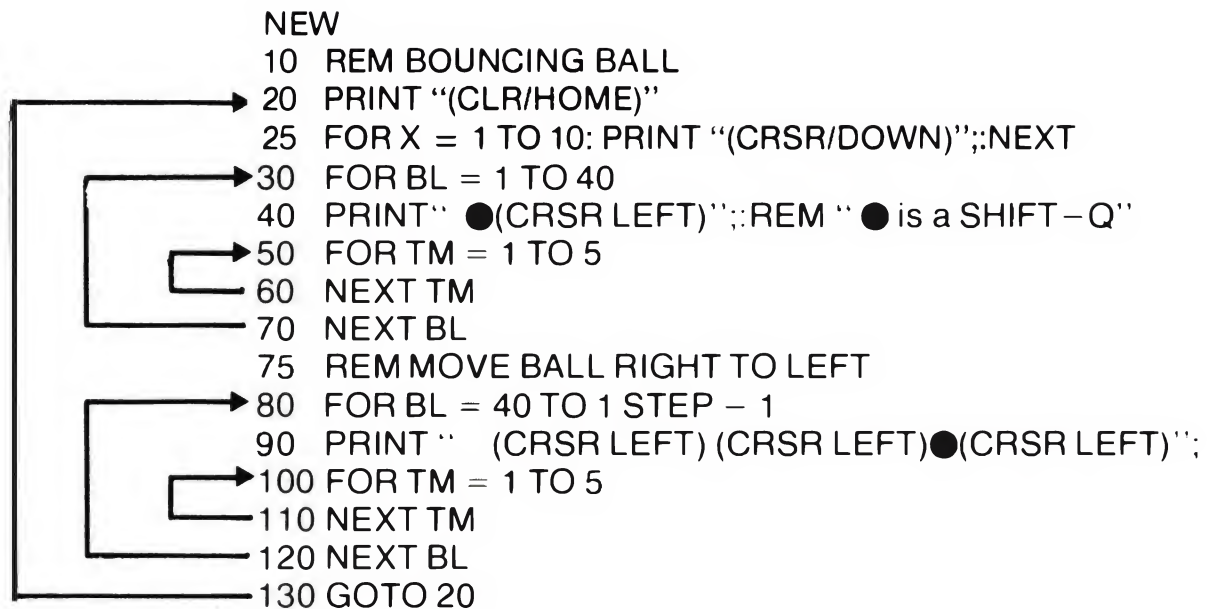 NEW
10 REM BOUNCING BALL
20 PRINT “(CLR/HOME)”
25 FOR X = 1 TO 10: PRINT “(CRSR/DOWN)”;:NEXT
30 FOR BL = 1 TO 40
40 PRINT“ ●(CRSR LEFT)”;:REM “ ● is a SHIFT – Q”
50 FOR TM = 1 TO 5
60 NEXT TM
70 NEXT BL
75 REM MOVE BALL RIGHT TO LEFT
80 FOR BL = 40 TO 1 STEP – 1
90 PRINT “ (CRSR LEFT) (CRSR LEFT)●(CRSR LEFT)”;
100 FOR TM = 1 TO 5
110 NEXT TM
120 NEXT BL
130 GOTO 20